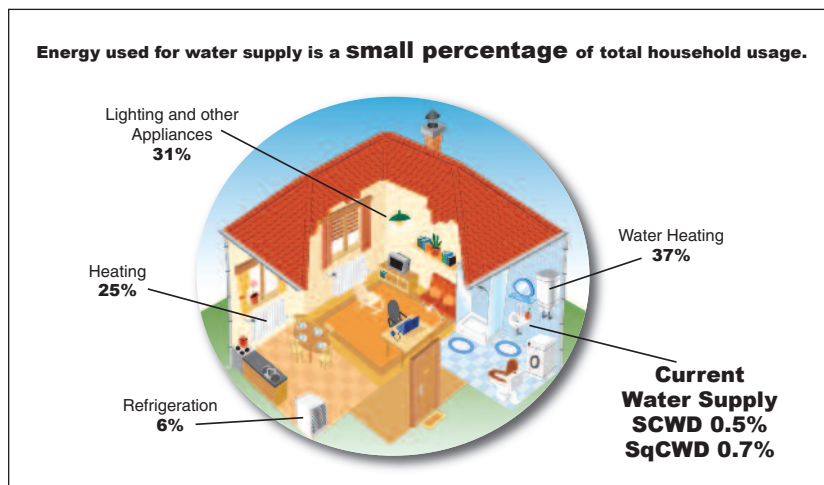 Energy used for water supply is a small percentage of total household usage.
Lighting and other
Appliances
31%
Water Heating
37%
Heating
25%
Current
Water Supply
SCWD 0.5%
SqCWD 0.7%
Refrigeration
6%